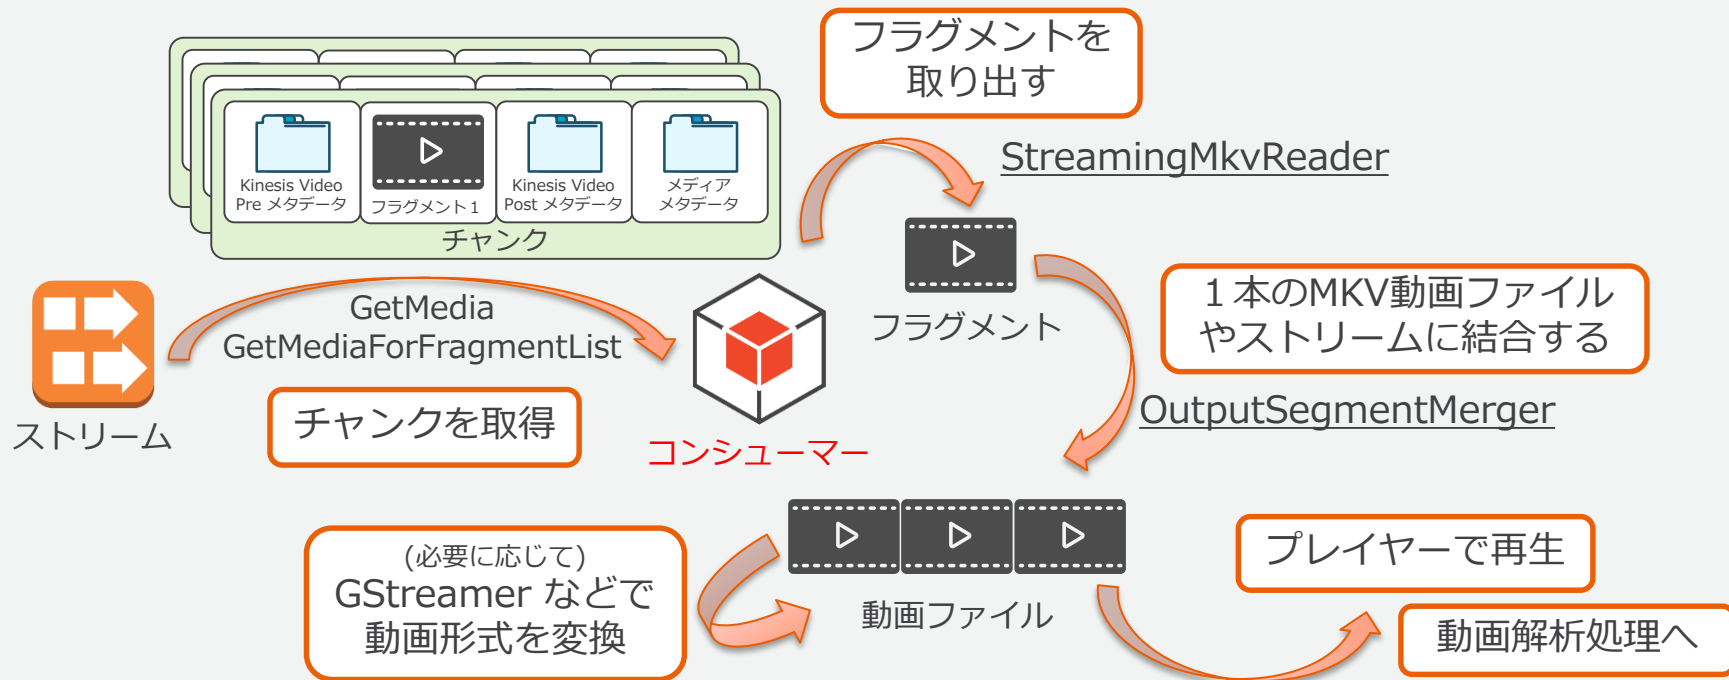 フラグメントを
取り出す
Kinesis Video
Pre メタデータ
フラグメント1
Kinesis Video
Post メタデータ
メディア
メタデータ
チャンク
StreamingMkvReader
フラグメント
GetMedia
GetMediaForFragmentList
チャンクを取得
ストリーム
コンシューマー
1本のMKV動画ファイル
やストリームに結合する
OutputSegmentMerger
(必要に応じて)
GStreamer などで
動画形式を変換
動画ファイル
プレイヤーで再生
動画解析処理へ